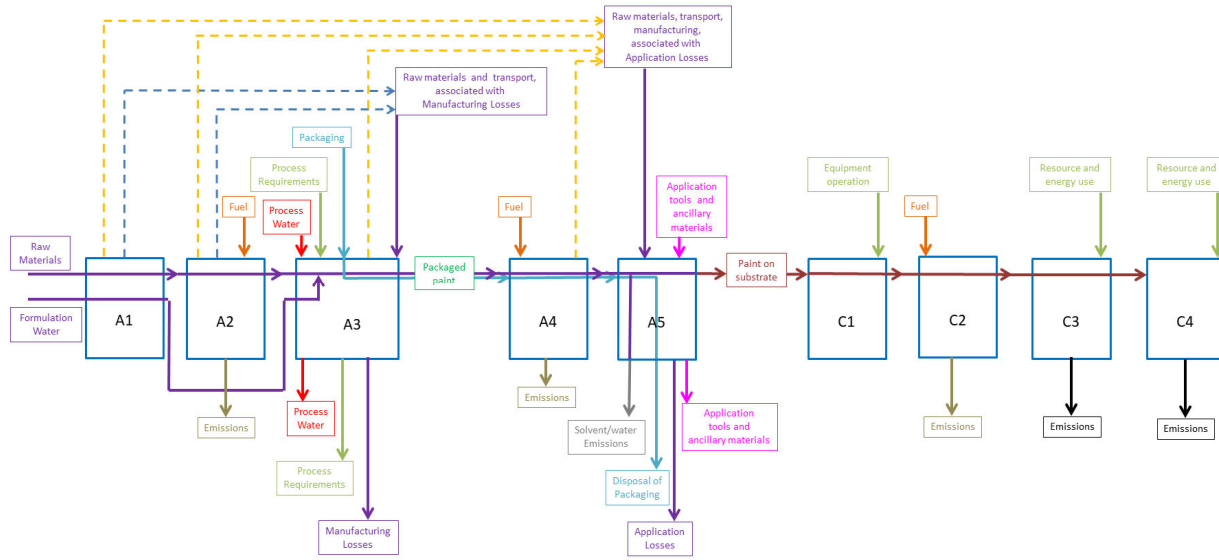 Raw materials, transport,
manufacturing,
associated with
Application Losses
Raw materials and transport,
associated with
Manufacturing Losses
Packaging
Process
Requirements
Equipment
operation
Resource and
energy use
Resource and
energy use
Application
tools and
ancillary
materials
Fuel
Process
Water
Fuel
Fuel
Raw
Materials
Packaged
paint
Paint on
substrate
Formulation
Water
A1
A2
A3
A4
A5
C1
C2
C3
C4
Emissions
Process
Water
Emissions
Solvent/water
Emissions
Application
tools and
ancillary materials
Emissions
Emissions
Emissions
Process
Requirements
Disposal of
Packaging
Manufacturing
Losses
Application
Losses